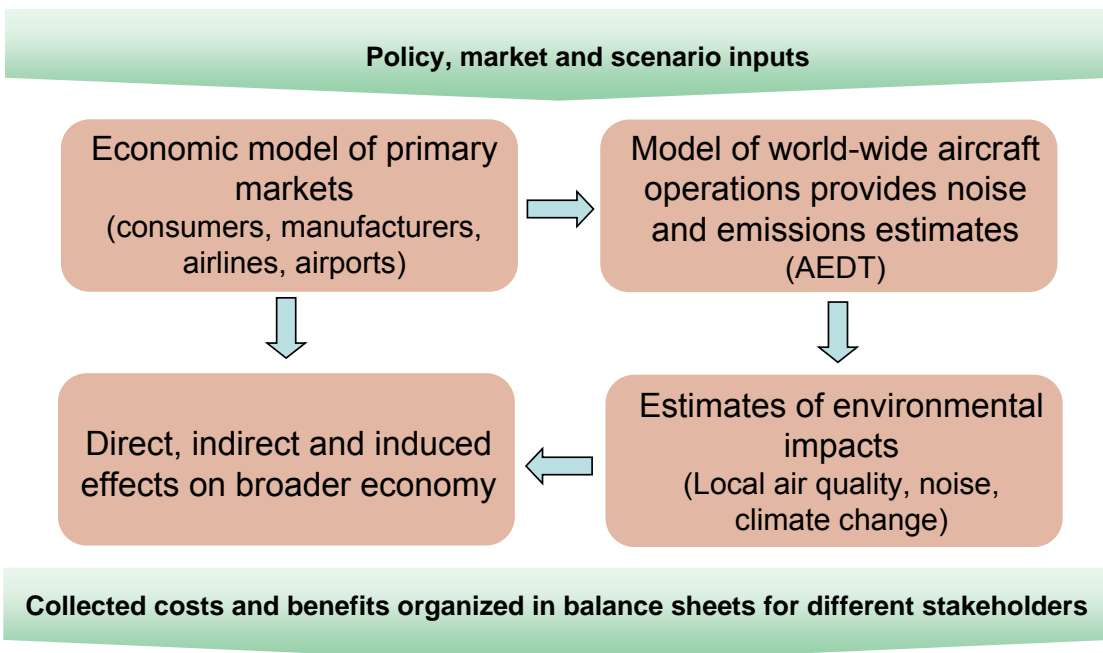 Policy, market and scenario inputs
Economic model of primary
markets
(consumers, manufacturers,
airlines, airports)
Model of world-wide aircraft
operations provides noise
and emissions estimates
(AEDT)
Direct, indirect and induced
effects on broader economy
Estimates of environmental
impacts
(Local air quality, noise,
climate change)
Collected costs and benefits organized in balance sheets for different stakeholders